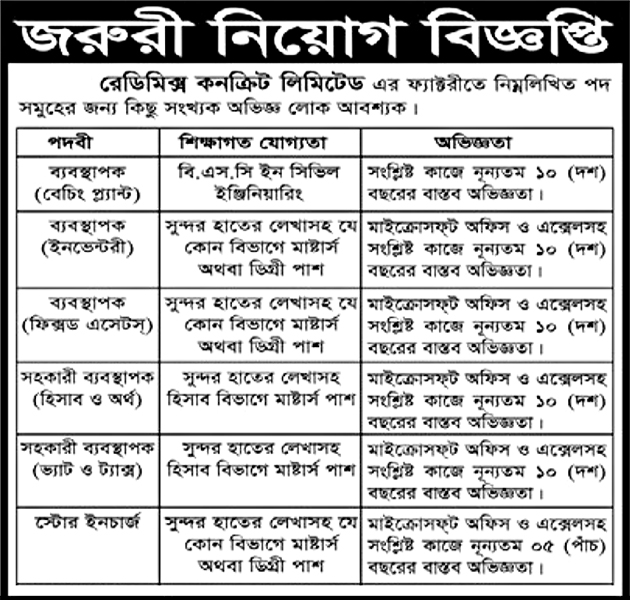 জরুরী নিয়োগ বিজ্ঞপ্তি
রেডিমিক্স কনক্রিট লিমিটেড এর ফ্যাক্টরীতে নিম্নলিখিত পদ
সমূহের জন্য কিছু সংখ্যক অভিজ্ঞ লোক আবশ্যক।
পদবী শিক্ষাগত যোগ্যতা অভিজ্ঞতা
ব্যবস্থাপক
(বেচিং প্ল্যান্ট)
বি.এস.সি ইন সিভিল
ইঞ্জিনিয়ারিং
সংশ্লিষ্ট কাজে নূন্যতম ১০ (দশ)
বছরের বাস্তব অভিজ্ঞতা।
ব্যবস্থাপক
(ইনভেন্টরী)
সুন্দর হাতের লেখাসহ যে
কোন বিভাগে মাষ্টার্স
অথবা ডিগ্রী পাশ
মাইক্রোসফ্‌ট অফিস ও এক্সেলসহ
সংশ্লিষ্ট কাজে নূন্যতম ১০ (দশ)
বছরের বাস্তব অভিজ্ঞতা।
ব্যবস্থাপক
(ফিক্সড এসেটস্)
সুন্দর হাতের লেখাসহ যে
কোন বিভাগে মাষ্টার্স
অথবা ডিগ্রী পাশ
মাইক্রোসফ্‌ট অফিস ও এক্সেলসহ
সংশ্লিষ্ট কাজে নূন্যতম ১০ (দশ)
বছরের বাস্তব অভিজ্ঞতা।
সহকারী ব্যবস্থাপক
(হিসাব ও অর্থ)
সুন্দর হাতের লেখাসহ
হিসাব বিভাগে মাষ্টার্স পাশ
মাইক্রোসফ্‌ট অফিস ও এক্সেলসহ
সংশ্লিষ্ট কাজে নূন্যতম ১০ (দশ)
বছরের বাস্তব অভিজ্ঞতা।
সহকারী ব্যবস্থাপক
(ভ্যাট ও ট্যাক্স)
সুন্দর হাতের লেখাসহ
হিসাব বিভাগে মাষ্টার্স পাশ
মাইক্রোসফ্‌ট অফিস ও এক্সেলসহ
সংশ্লিষ্ট কাজে নূন্যতম ১০ (দশ)
বছরের বাস্তব অভিজ্ঞতা।
স্টোর ইনচার্জ
সুন্দর হাতের লেখাসহ যে
কোন বিভাগে মাষ্টার্স
অথবা ডিগ্রী পাশ
মাইক্রোসফ্‌ট অফিস ও এক্সেলসহ
সংশ্লিষ্ট কাজে নূন্যতম ০৫ (পাঁচ)
বছরের বাস্তব অভিজ্ঞতা।